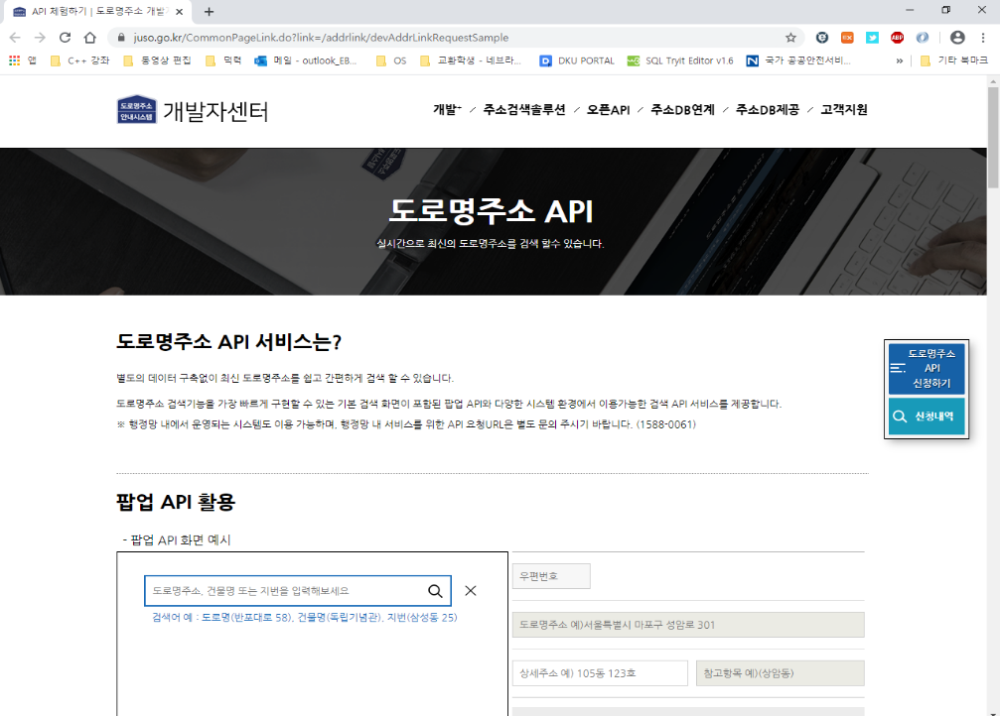 API 체험하기 | 도로명주소 개발
juso.go.kr/CommonPageLink.do?link=/addrlink/devAddrLinkRequestSample
앱 C++ 강좌 동영상 편집 먹력 메일 - outlook_EB... OS 교환학생 - 네브라... DKU PORTAL SQL Tryit Editor v1.6 국가 공공안전서비... » 기타 북마크
도로명주소
안내시스템
개발자센터
개발+ 주소검색솔루션 오픈API 주소DB연계 주소DB제공 고객지원
도로명주소 API
실시간으로 최신의 도로명주소를 검색 할수 있습니다.
도로명주소 API 서비스는?
별도의 데이터 구축없이 최신 도로명주소를 쉽고 간편하게 검색 할 수 있습니다.
도로명주소 검색기능을 가장 빠르게 구현할 수 있는 기본 검색 화면이 포함된 팝업 API와 다양한 시스템 환경에서 이용가능한 검색 API 서비스를 제공합니다.
※ 행정망 내에서 운영되는 시스템도 이용 가능하며, 행정망 내 서비스를 위한 API 요청URL은 별도 문의 주시기 바랍니다. (1588-0061)
도로명주소
API
신청하기
신청내역
팝업 API 활용
- 팝업 API 화면 예시
도로명주소, 건물명 또는 지번을 입력해보세요
검색어 예 : 도로명(반포대로 58), 건물명(독립기념관), 지번(삼성동 25)
우편번호
도로명주소 예)서울특별시 마포구 성암로 301
상세주소 예) 105동 123호
참고항목 예)(상암동)